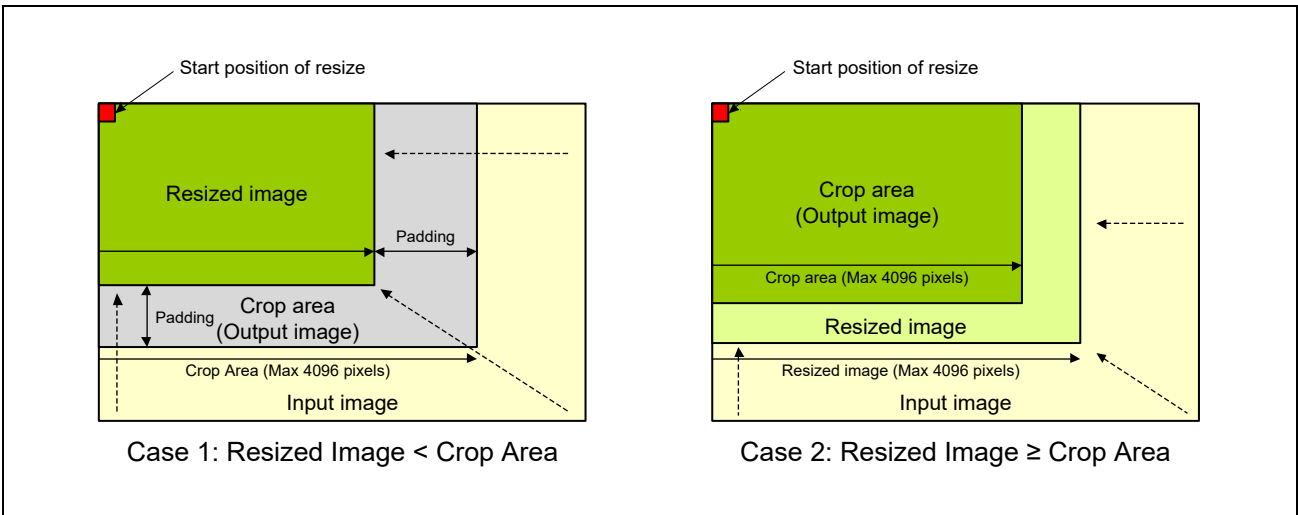 Start position of resize
Resized image
Padding
Padding
Crop area
(Output image)
Crop Area (Max 4096 pixels)
Input image
Case 1: Resized Image < Crop Area
Start position of resize
Crop area
(Output image)
Crop area (Max 4096 pixels)
Resized image
Resized image (Max 4096 pixels)
Input image
Case 2: Resized Image ≥ Crop Area